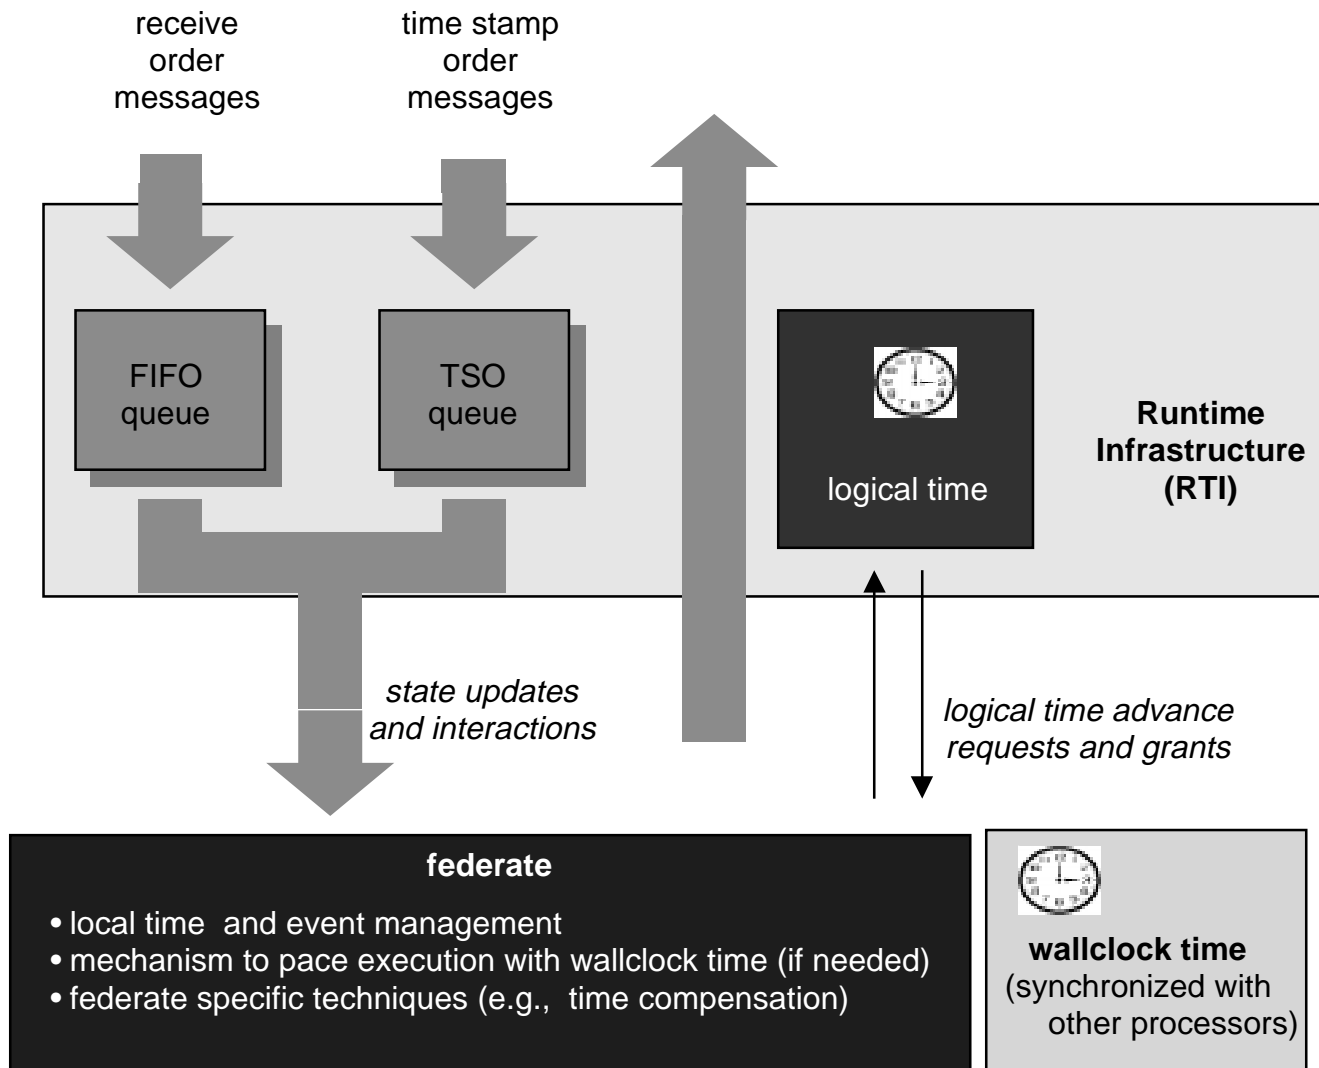 receive
order
messages
time stamp
order
messages
FIFO
queue
TSO
queue
logical time
Runtime
Infrastructure
(RTI)
state updates
and interactions
logical time advance
requests and grants
federate
• local time and event management
• mechanism to pace execution with wallclock time (if needed)
• federate specific techniques (e.g., time compensation)
wallclock time
(synchronized with
other processors)